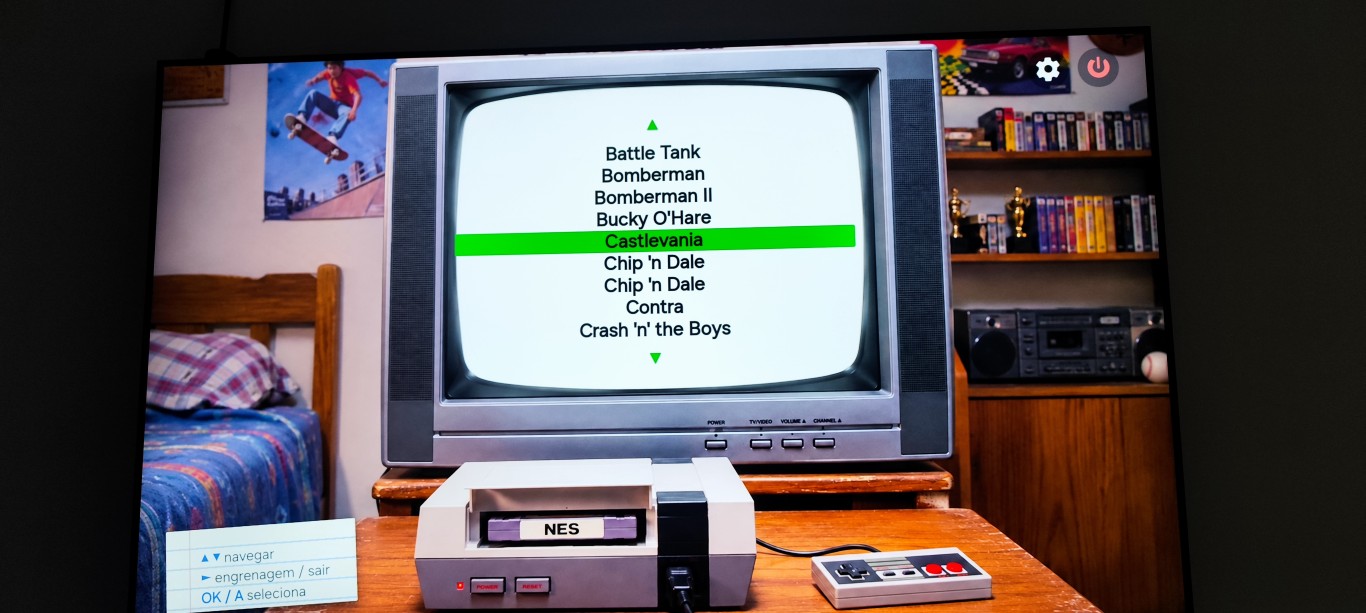 Battle Tank
Bomberman
Bomberman II
Bucky O'Hare
Castlevania
Chip 'n Dale
Chip 'n Dale
Contra
Crash 'n' the Boys
POWER TV/VIDEO VOLUME ▲ CHANNEL ▲
NES
POWER RESET
▲▼ navegar
► engrenagem / sair
OK / A seleciona